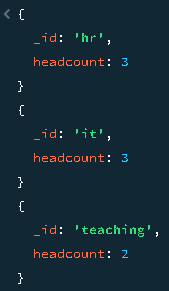 < {
_id: 'hr',
headcount: 3
}
{
_id: 'it',
headcount: 3
}
{
_id: 'teaching',
headcount: 2
}